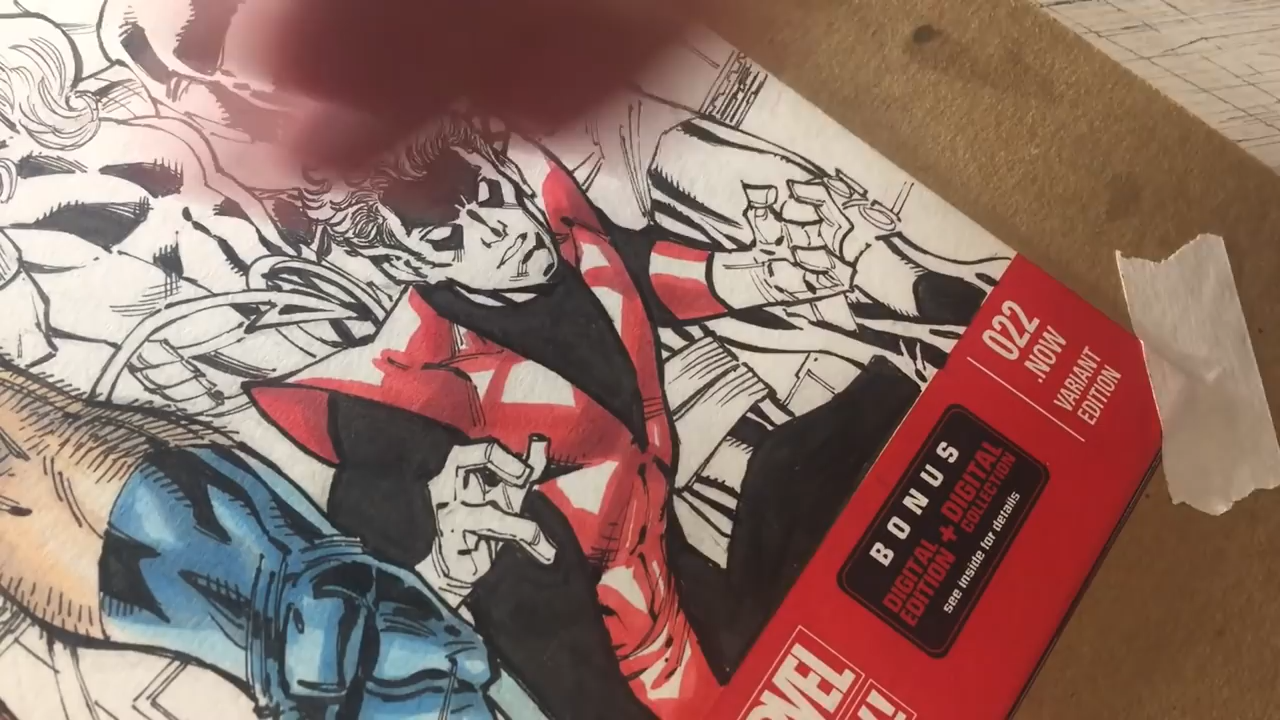 022
.NOW
VARIANT
EDITION
BONUS
DIGITAL
EDITION
+ DIGITAL
COLLECTION
see inside for details